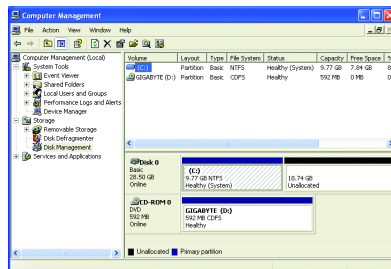 Computer Management
File Action View Window Help
Computer Management (Local)
System Tools
Event Viewer
Shared Folders
Local Users and Groups
Performance Logs and Alerts
Device Manager
Storage
Removable Storage
Disk Defragmenter
Disk Management
Services and Applications
Volume Layout Type File System Status Capacity Free Space %
(C:) Partition Basic NTFS Healthy (System) 9.77 GB 7.84 GB 8
GIGABYTE (D:) Partition Basic CDFS Healthy 592 MB 0 MB 0
Disk 0
Basic
28.50 GB
Online
(C:)
9.77 GB NTFS
Healthy (System)
18.74 GB
Unallocated
CD-ROM 0
DVD
592 MB
Online
GIGABYTE (D:)
592 MB CDFS
Healthy
Unallocated Primary partition